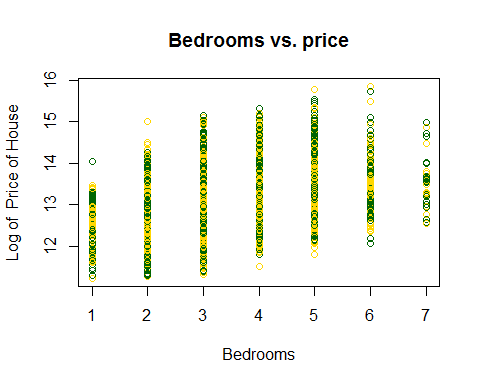 Bedrooms vs. price
Log of  Price of House
16
15
14
13
12
1 2 3 4 5 6 7
Bedrooms